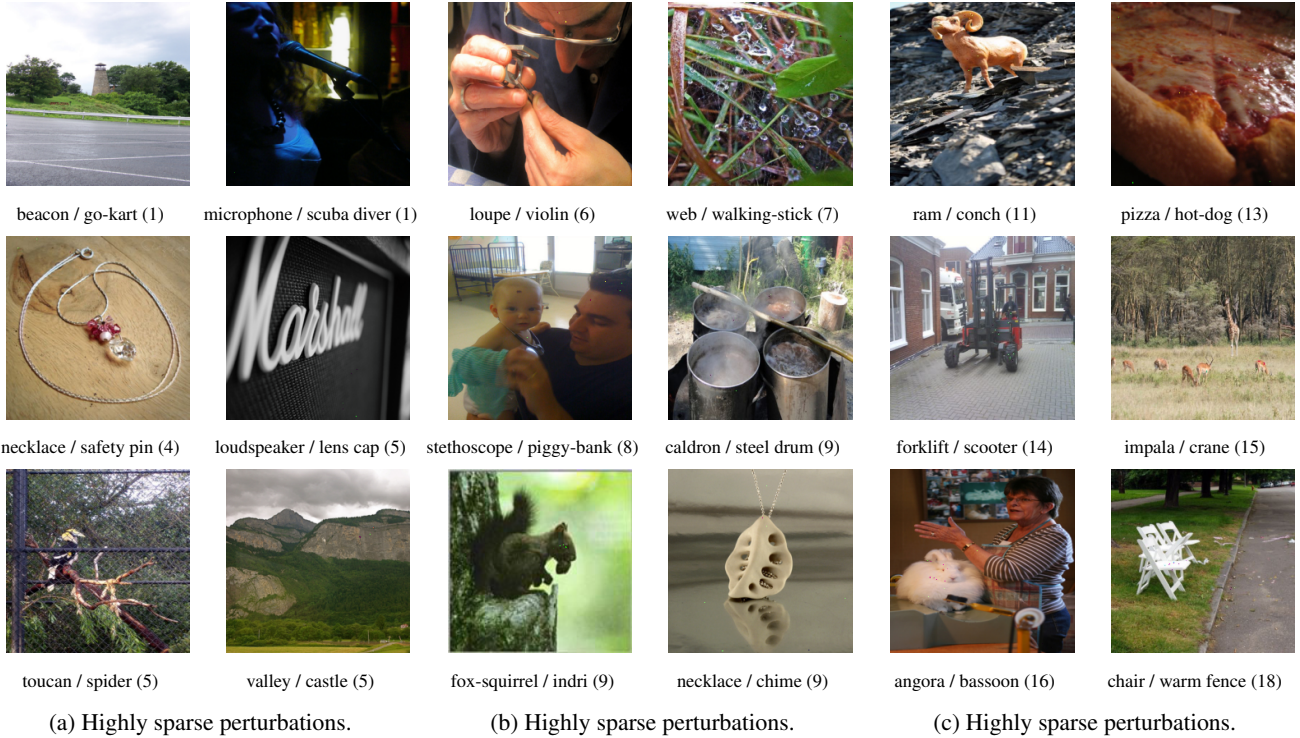 beacon / go-kart (1)
microphone / scuba diver (1)
loupe / violin (6)
web / walking-stick (7)
ram / conch (11)
pizza / hot-dog (13)
Marshall
necklace / safety pin (4)
loudspeaker / lens cap (5)
stethoscope / piggy-bank (8)
caldron / steel drum (9)
forklift / scooter (14)
impala / crane (15)
toucan / spider (5)
valley / castle (5)
fox-squirrel / indri (9)
necklace / chime (9)
angora / bassoon (16)
chair / warm fence (18)
(a) Highly sparse perturbations.
(b) Highly sparse perturbations.
(c) Highly sparse perturbations.